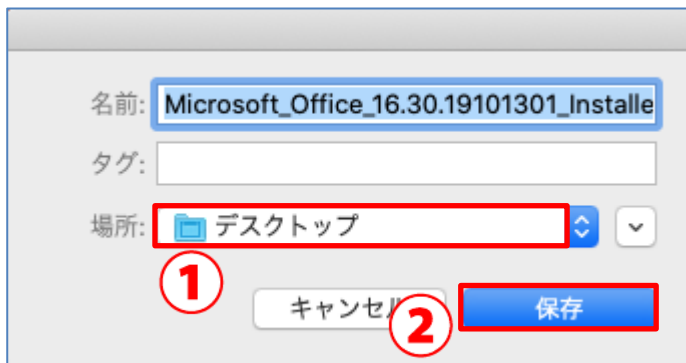 名前: Microsoft_Office_16.30.19101301_Installe
タグ:
場所: デスクトップ
①
キャンセル ② 保存